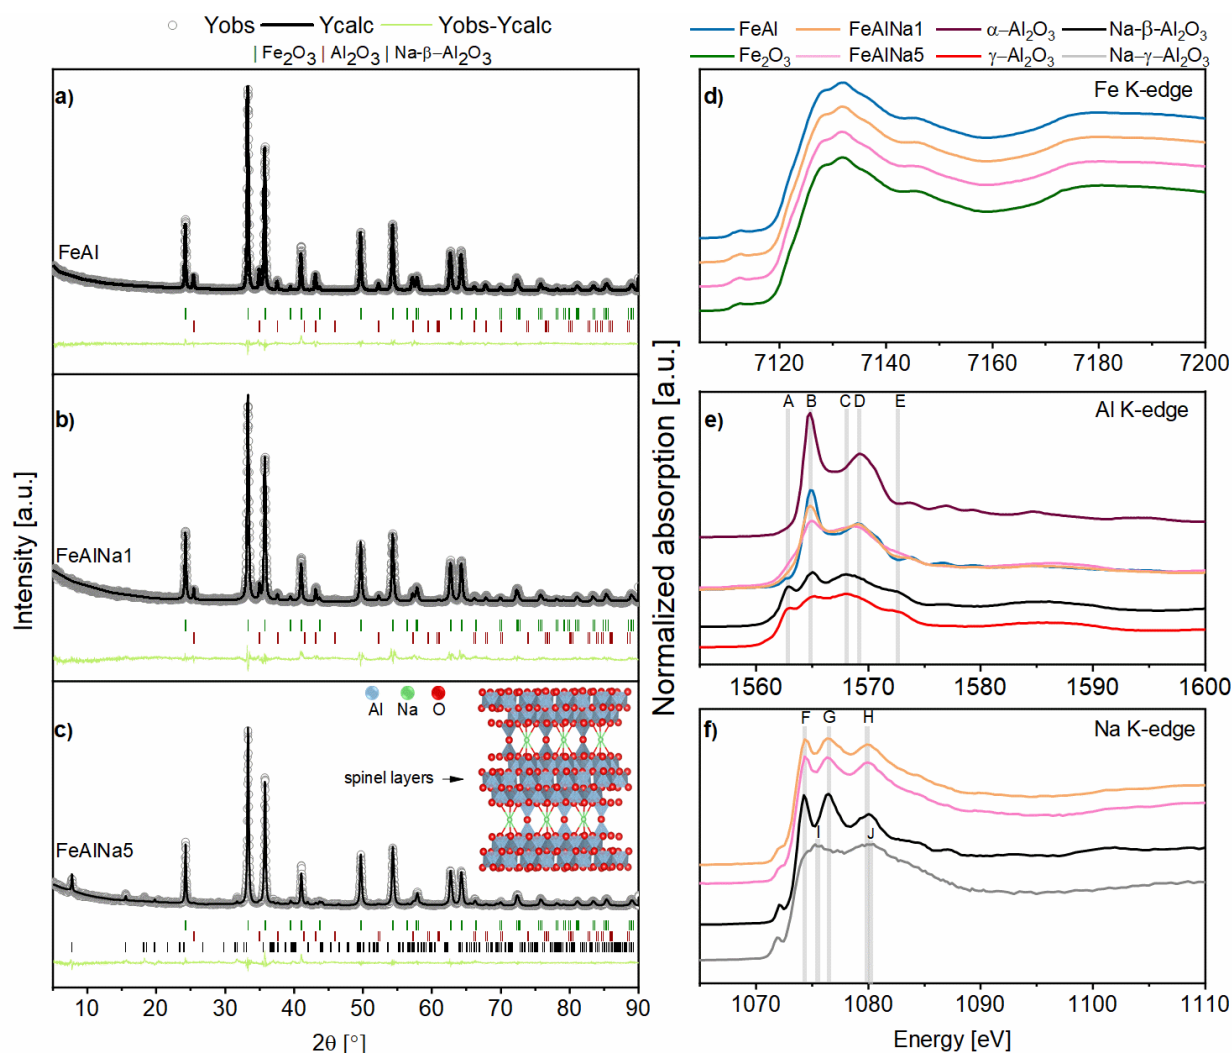 Yobs Ycalc Yobs-Ycalc
Fe₂O₃ Al₂O₃ Na-β−Al₂O₃
a)
FeAl
b)
FeAlNa1
c)
Al Na O
spinel layers
FeAlNa5
10 20 30 40 50 60 70 80 90
2θ [°]
Intensity [a.u.]
FeAl FeAlNa1 α−Al₂O₃ Na-β-Al₂O₃
Fe₂O₃ FeAlNa5 γ−Al₂O₃ Na−γ−Al₂O₃
d) Fe K-edge
7120 7140 7160 7180 7200
A B C D E
e) Al K-edge
1560 1570 1580 1590 1600
F G H
f) Na K-edge
I J
1070 1080 1090 1100 1110
Energy [eV]
Normalized absorption [a.u.]